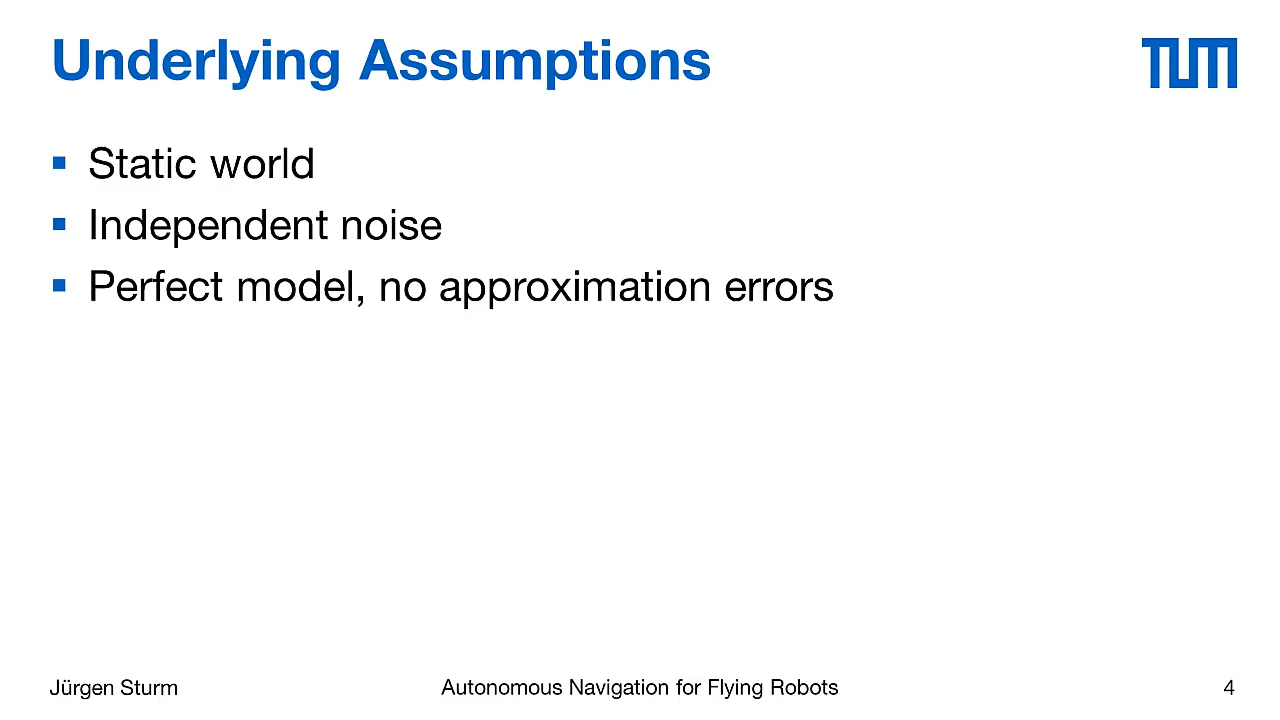 Underlying Assumptions
TUM
Static world
Independent noise
Perfect model, no approximation errors
Jürgen Sturm
Autonomous Navigation for Flying Robots
4